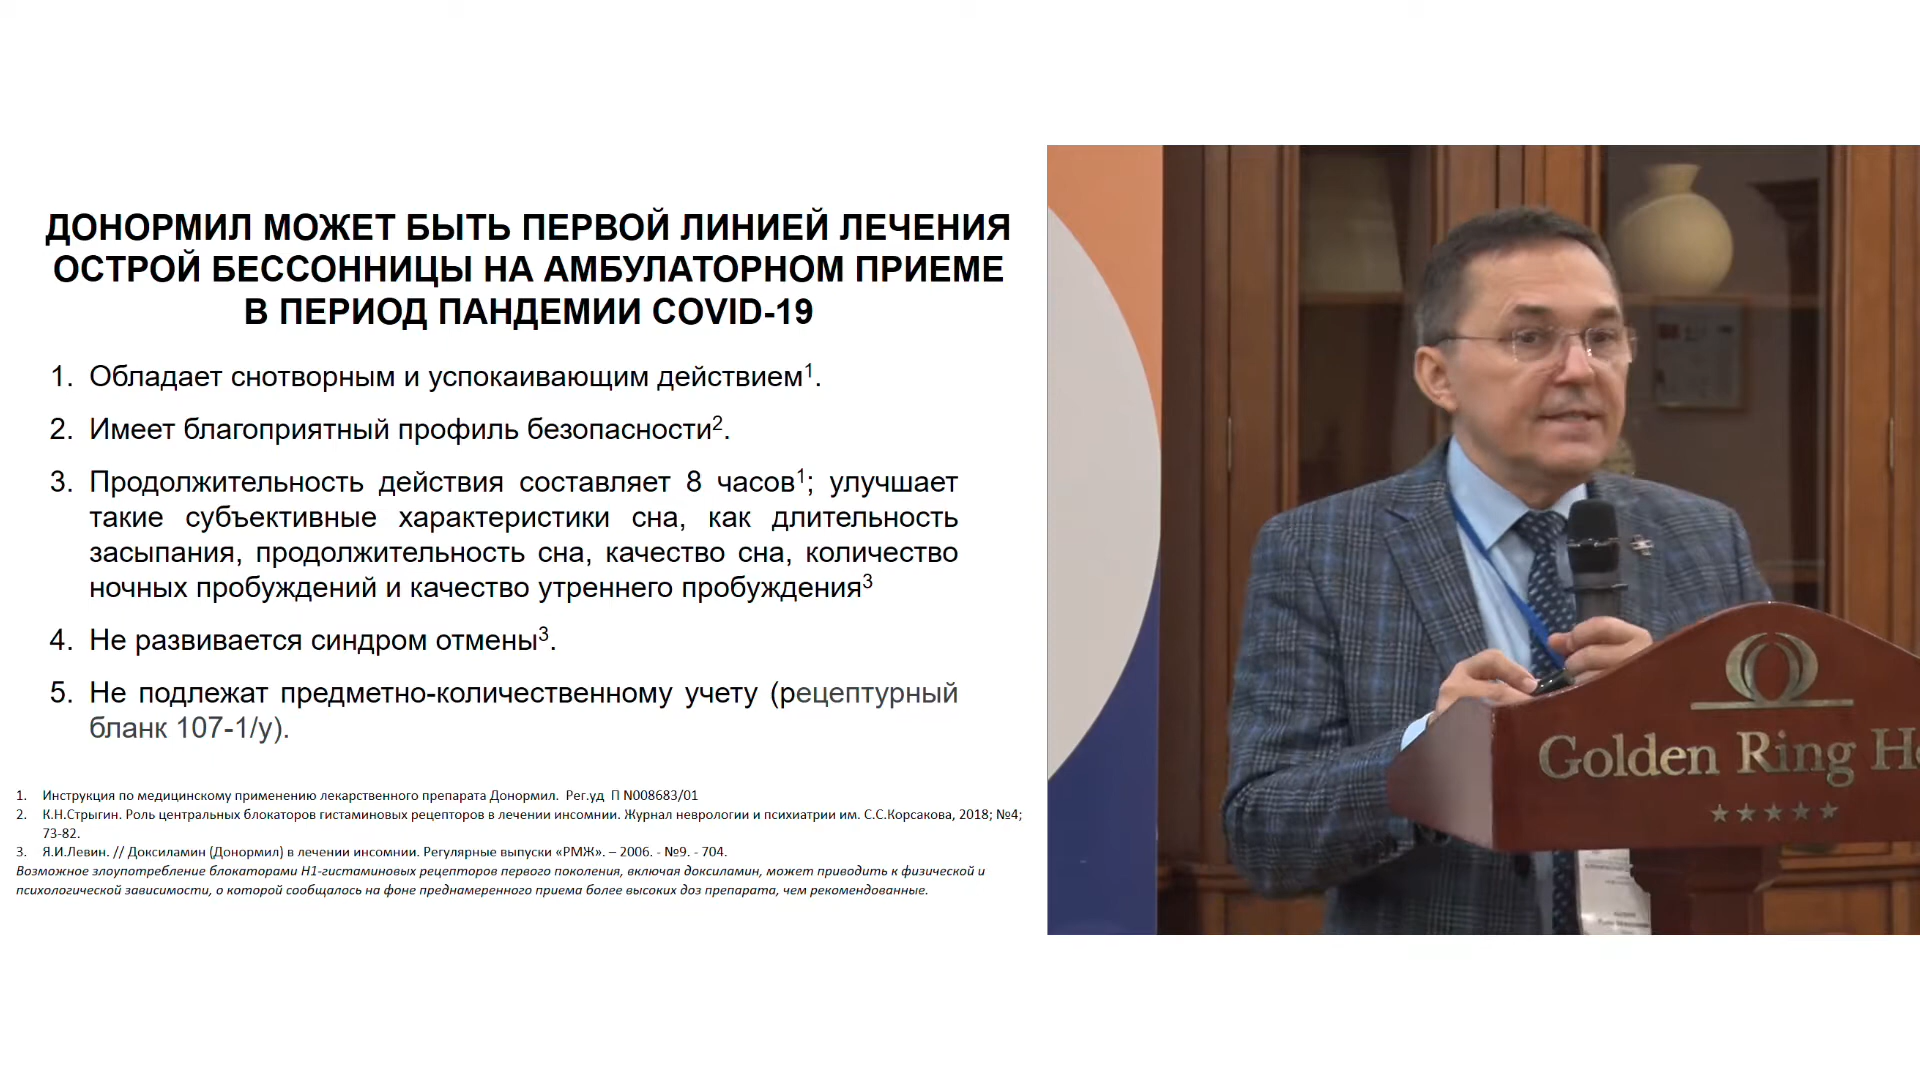 ДОНОРМИЛ МОЖЕТ БЫТЬ ПЕРВОЙ ЛИНИЕЙ ЛЕЧЕНИЯ
ОСТРОЙ БЕССОННИЦЫ НА АМБУЛАТОРНОМ ПРИЕМЕ
В ПЕРИОД ПАНДЕМИИ COVID-19
1. Обладает снотворным и успокаивающим действием¹.
2. Имеет благоприятный профиль безопасности².
3. Продолжительность действия составляет 8 часов¹; улучшает
такие субъективные характеристики сна, как длительность
засыпания, продолжительность сна, качество сна, количество
ночных пробуждений и качество утреннего пробуждения³
4. Не развивается синдром отмены³.
5. Не подлежат предметно-количественному учету (рецептурный
бланк 107-1/у).
1. Инструкция по медицинскому применению лекарственного препарата Донормил. Рег.уд П N008683/01
2. К.Н.Стрыгин. Роль центральных блокаторов гистаминовых рецепторов в лечении инсомнии. Журнал неврологии и психиатрии им. С.С.Корсакова, 2018; №4;
73-82.
3. Я.И.Левин. // Доксиламин (Донормил) в лечении инсомнии. Регулярные выпуски «РМЖ». – 2006. - №9. - 704.
Возможное злоупотребление блокаторами H1-гистаминовых рецепторов первого поколения, включая доксиламин, может приводить к физической и
психологической зависимости, о которой сообщалось на фоне преднамеренного приема более высоких доз препарата, чем рекомендованные.
Golden Ring